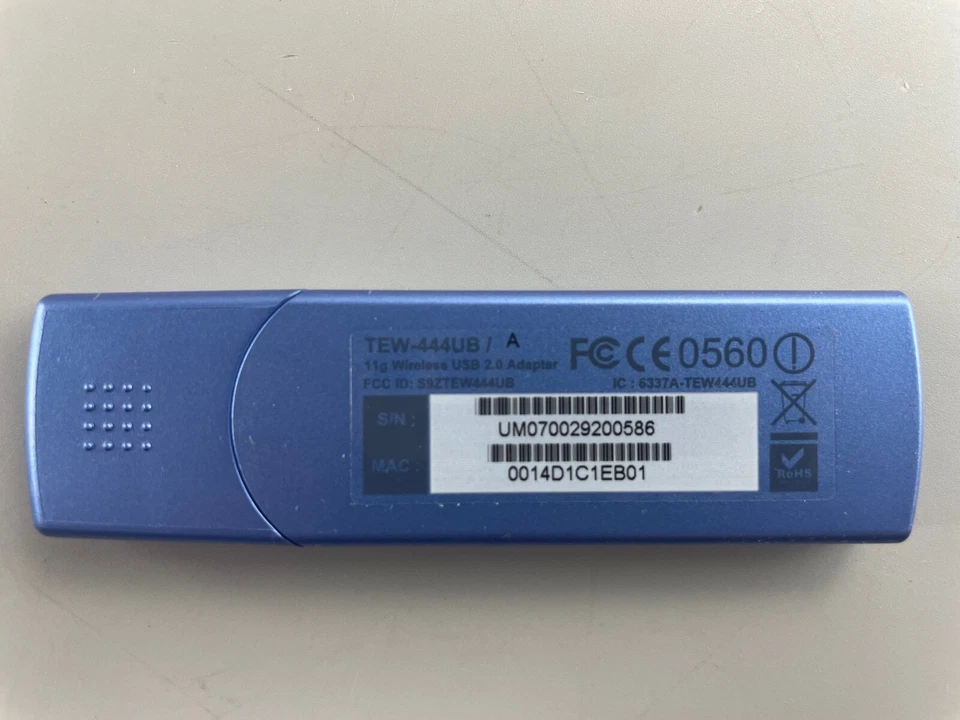 TEW-444UB / A
11g Wireless USB 2.0 Adapter
FCC ID: S9ZTEW444UB
FC CE 0560
IC : 6337A-TEW444UB
S/N :
UM070029200586
MAC :
0014D1C1EB01
RoHS